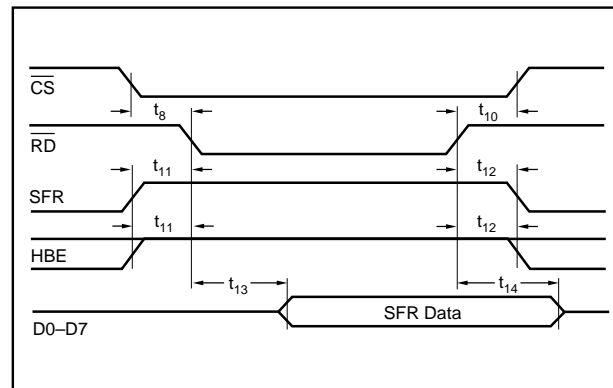 CS
t8 t10
RD
t11 t12
SFR
t11 t12
HBE
t13 t14
SFR Data
D0–D7